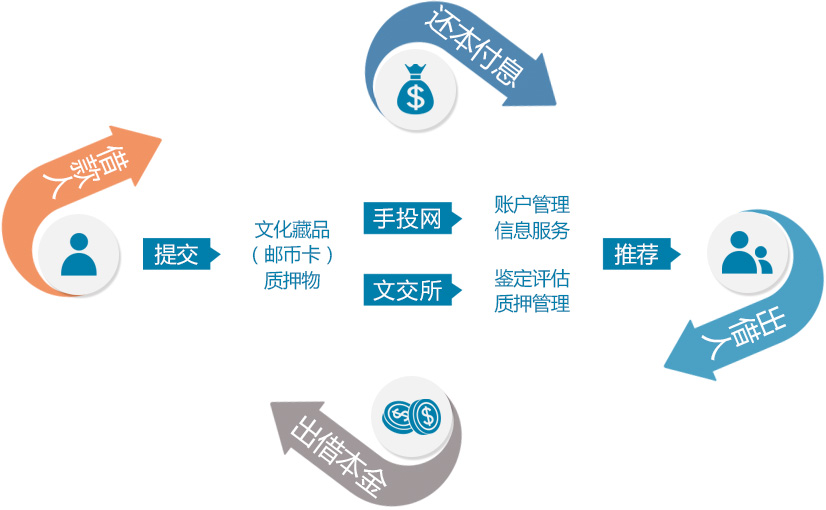 还本付息
借款人
提交
文化藏品
（邮币卡）
质押物
手投网
账户管理
信息服务
文交所
鉴定评估
质押管理
推荐
出借人
出借本金